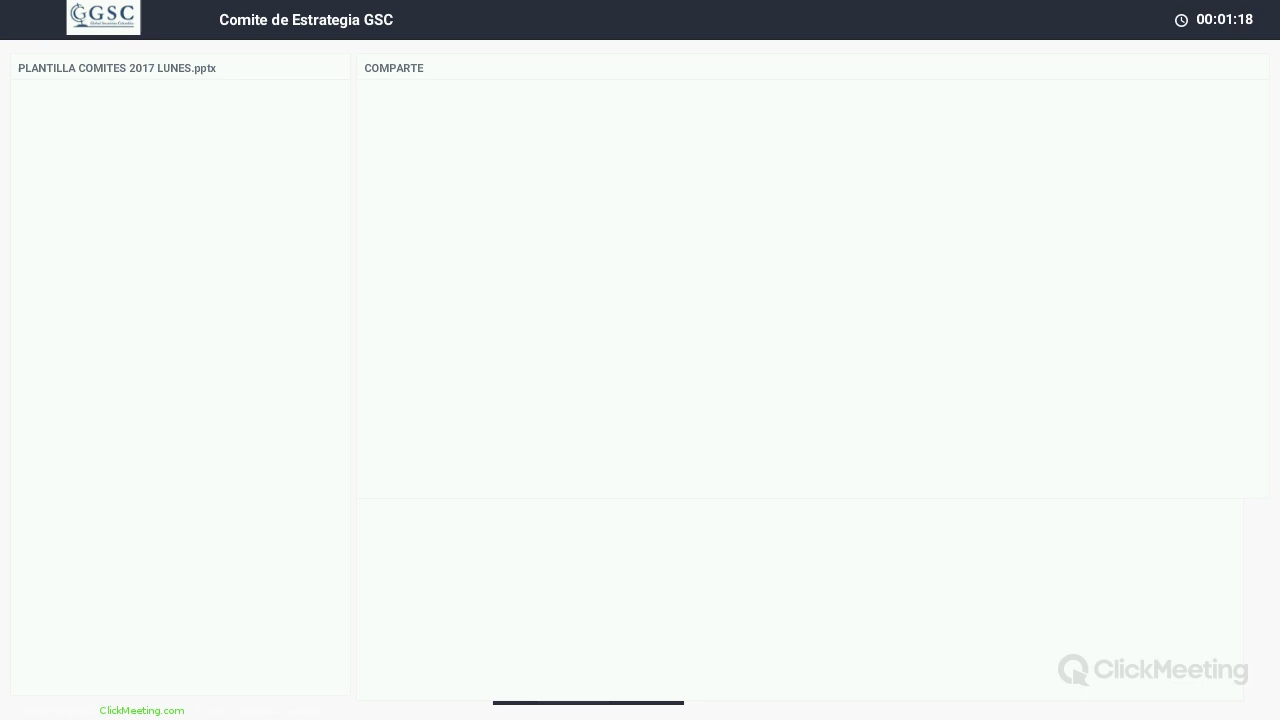 GSC
Comite de Estrategia GSC
00:01:18
PLANTILLA COMITES 2017 LUNES.pptx
COMPARTE
ClickMeeting
ClickMeeting.com